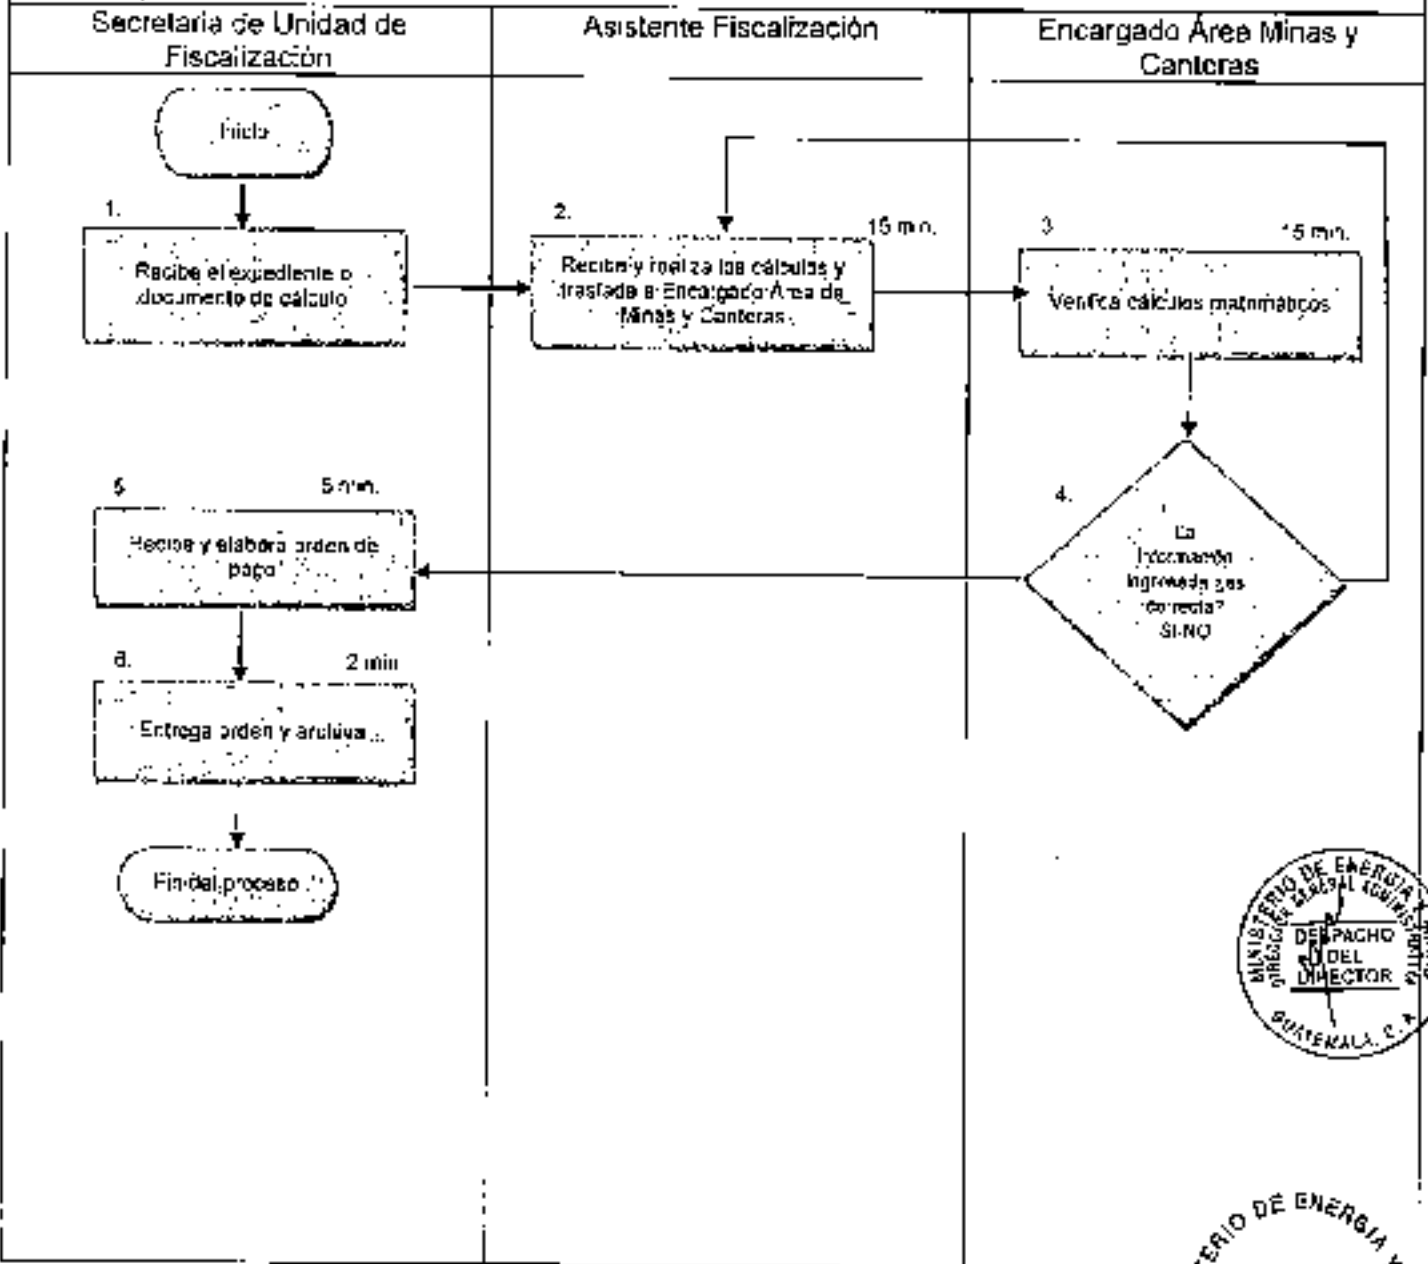 Secretaria de Unidad de
Fiscalización
Asistente Fiscalización
Encargado Área Minas y
Canteras
Inicio
1.
Recibe el expediente o
documento de cálculo
2.
15 min.
Recibe y realiza los cálculos y
traslada a Encargado Área de
Minas y Canteras
3
15 min.
Verifica cálculos matemáticos
4.
La
información
ingresada ¿es
correcta?
SI-NO
5
5 min.
Recibe y elabora orden de
pago
6.
2 min
Entrega orden y archiva
Fin del proceso
MINISTERIO DE ENERGIA Y
DIRECCIÓN GENERAL ADMINISTRATIVA
DESPACHO
DEL
DIRECTOR
GUATEMALA, C. A.
TERIO DE ENERGIA Y